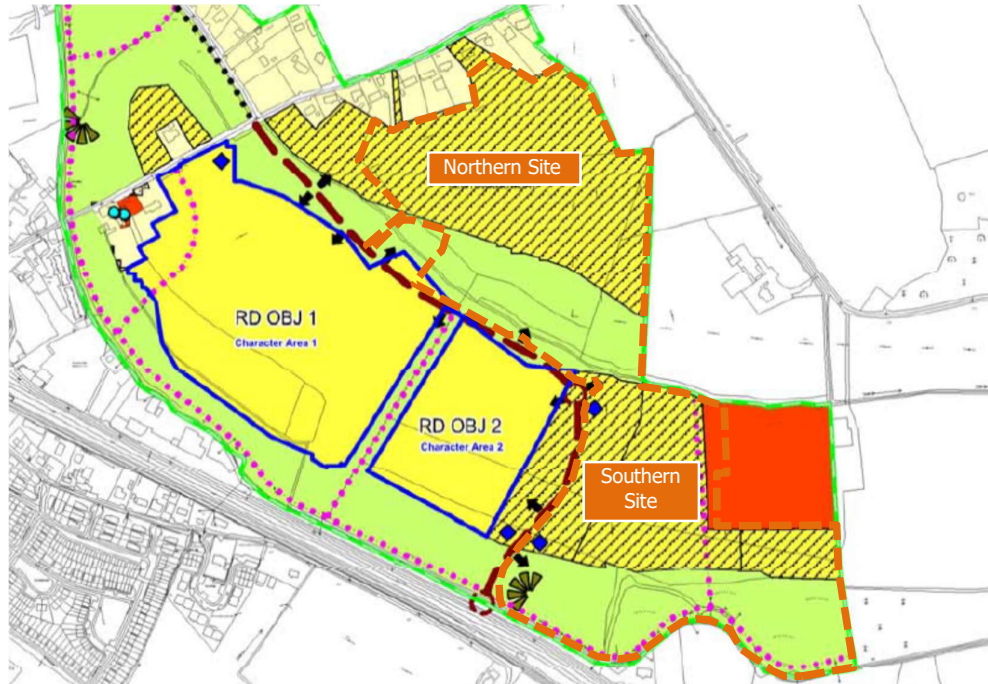 Northern Site
RD OBJ 1
Character Area 1
RD OBJ 2
Character Area 2
Southern
Site
L